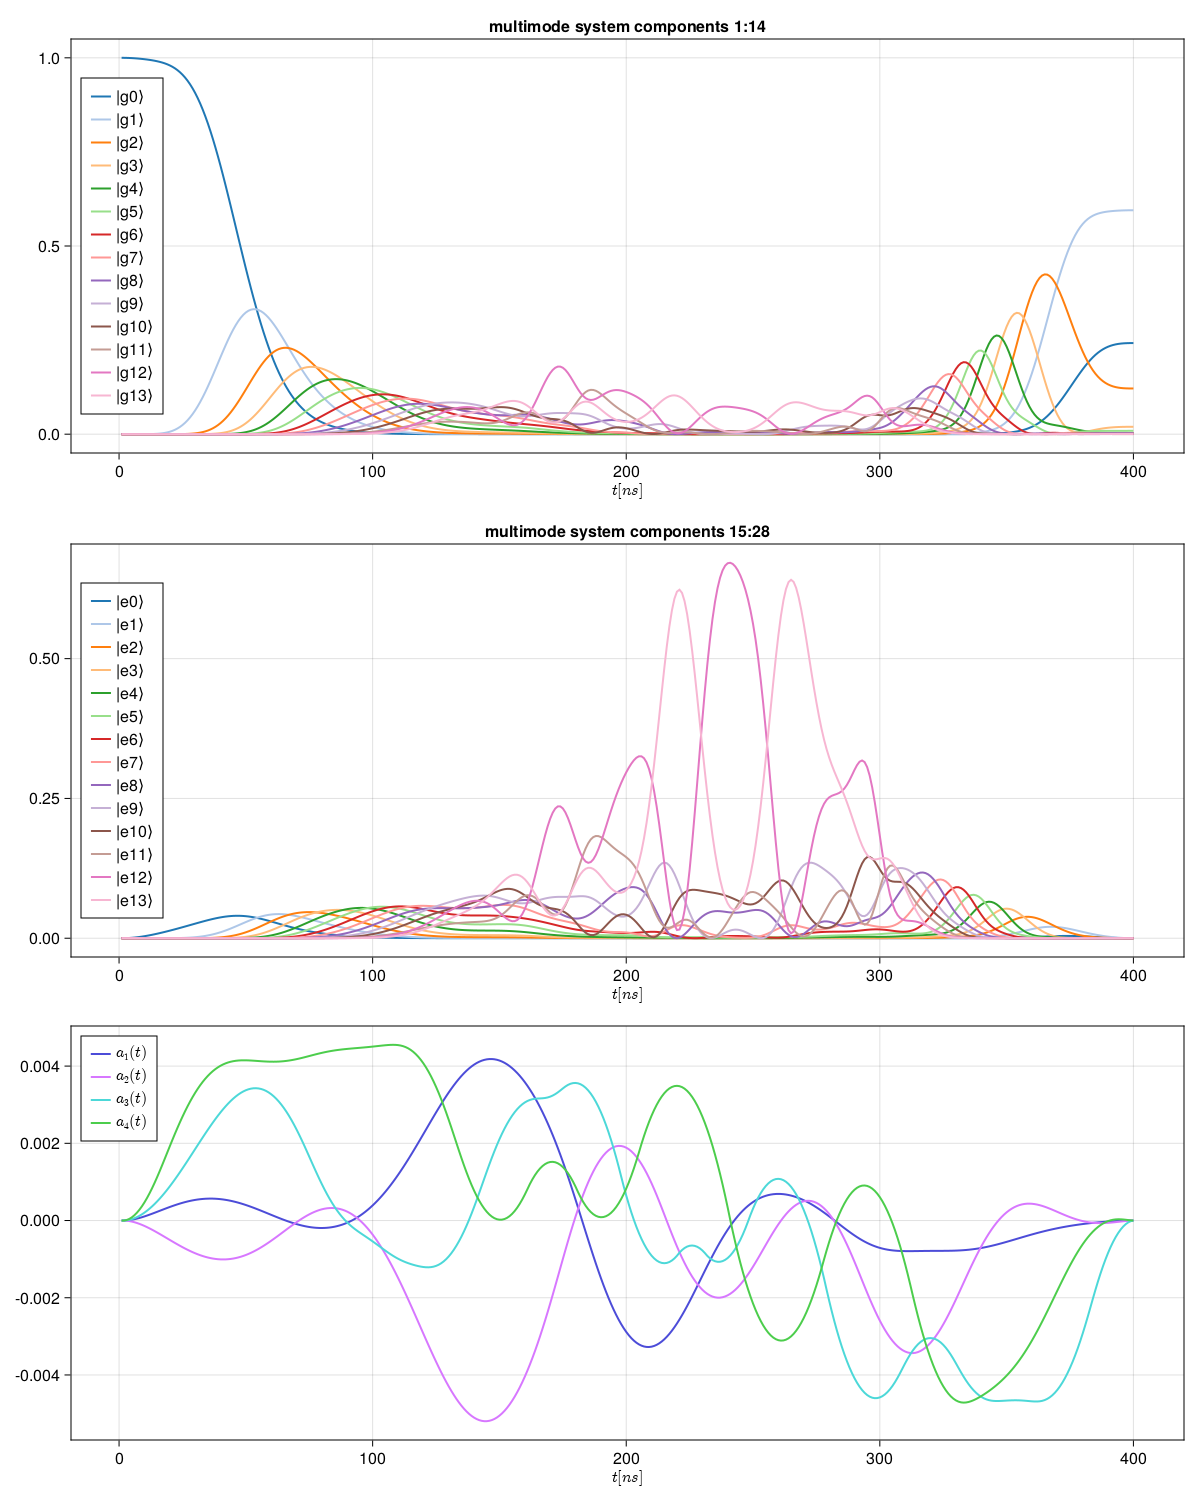 multimode system components 1:14
1.0
0.5
0.0
|g0⟩
|g1⟩
|g2⟩
|g3⟩
|g4⟩
|g5⟩
|g6⟩
|g7⟩
|g8⟩
|g9⟩
|g10⟩
|g11⟩
|g12⟩
|g13⟩
0 100 200 300 400
t[ns]
multimode system components 15:28
0.50
0.25
0.00
|e0⟩
|e1⟩
|e2⟩
|e3⟩
|e4⟩
|e5⟩
|e6⟩
|e7⟩
|e8⟩
|e9⟩
|e10⟩
|e11⟩
|e12⟩
|e13⟩
0 100 200 300 400
t[ns]
0.004
0.002
0.000
-0.002
-0.004
a₁(t)
a₂(t)
a₃(t)
a₄(t)
0 100 200 300 400
t[ns]